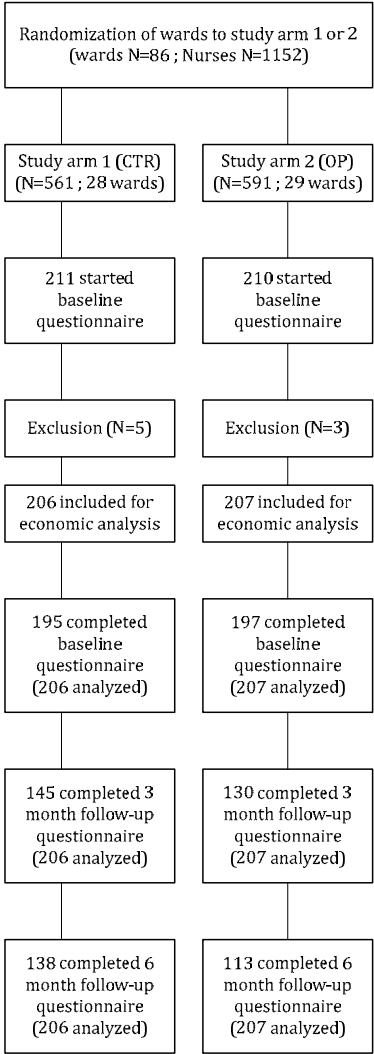 Randomization of wards to study arm 1 or 2
(wards N=86 ; Nurses N=1152)
Study arm 1 (CTR)
(N=561 ; 28 wards)
Study arm 2 (OP)
(N=591 ; 29 wards)
211 started
baseline
questionnaire
210 started
baseline
questionnaire
Exclusion (N=5)
Exclusion (N=3)
206 included for
economic analysis
207 included for
economic analysis
195 completed
baseline
questionnaire
(206 analyzed)
197 completed
baseline
questionnaire
(207 analyzed)
145 completed 3
month follow-up
questionnaire
(206 analyzed)
130 completed 3
month follow-up
questionnaire
(207 analyzed)
138 completed 6
month follow-up
questionnaire
(206 analyzed)
113 completed 6
month follow-up
questionnaire
(207 analyzed)